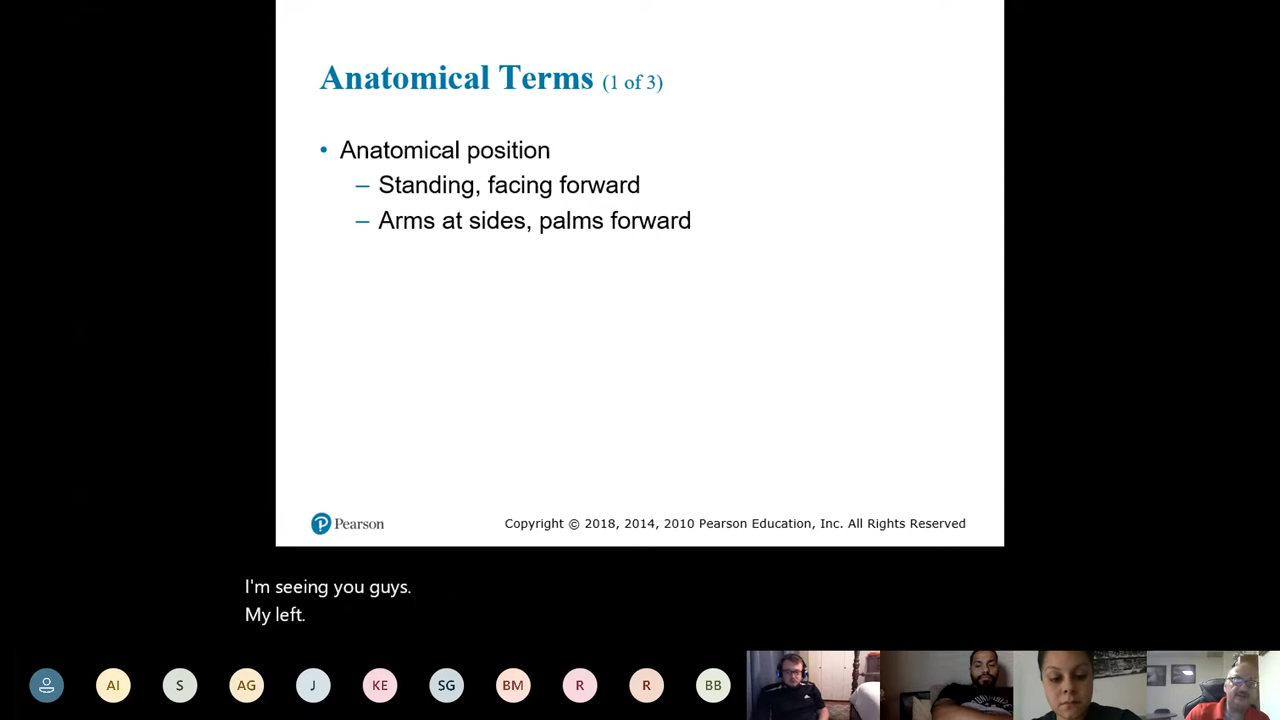 Anatomical Terms (1 of 3)
• Anatomical position
– Standing, facing forward
– Arms at sides, palms forward
Pearson
Copyright © 2018, 2014, 2010 Pearson Education, Inc. All Rights Reserved
I'm seeing you guys.
My left.
AI S AG J KE SG BM R R BB